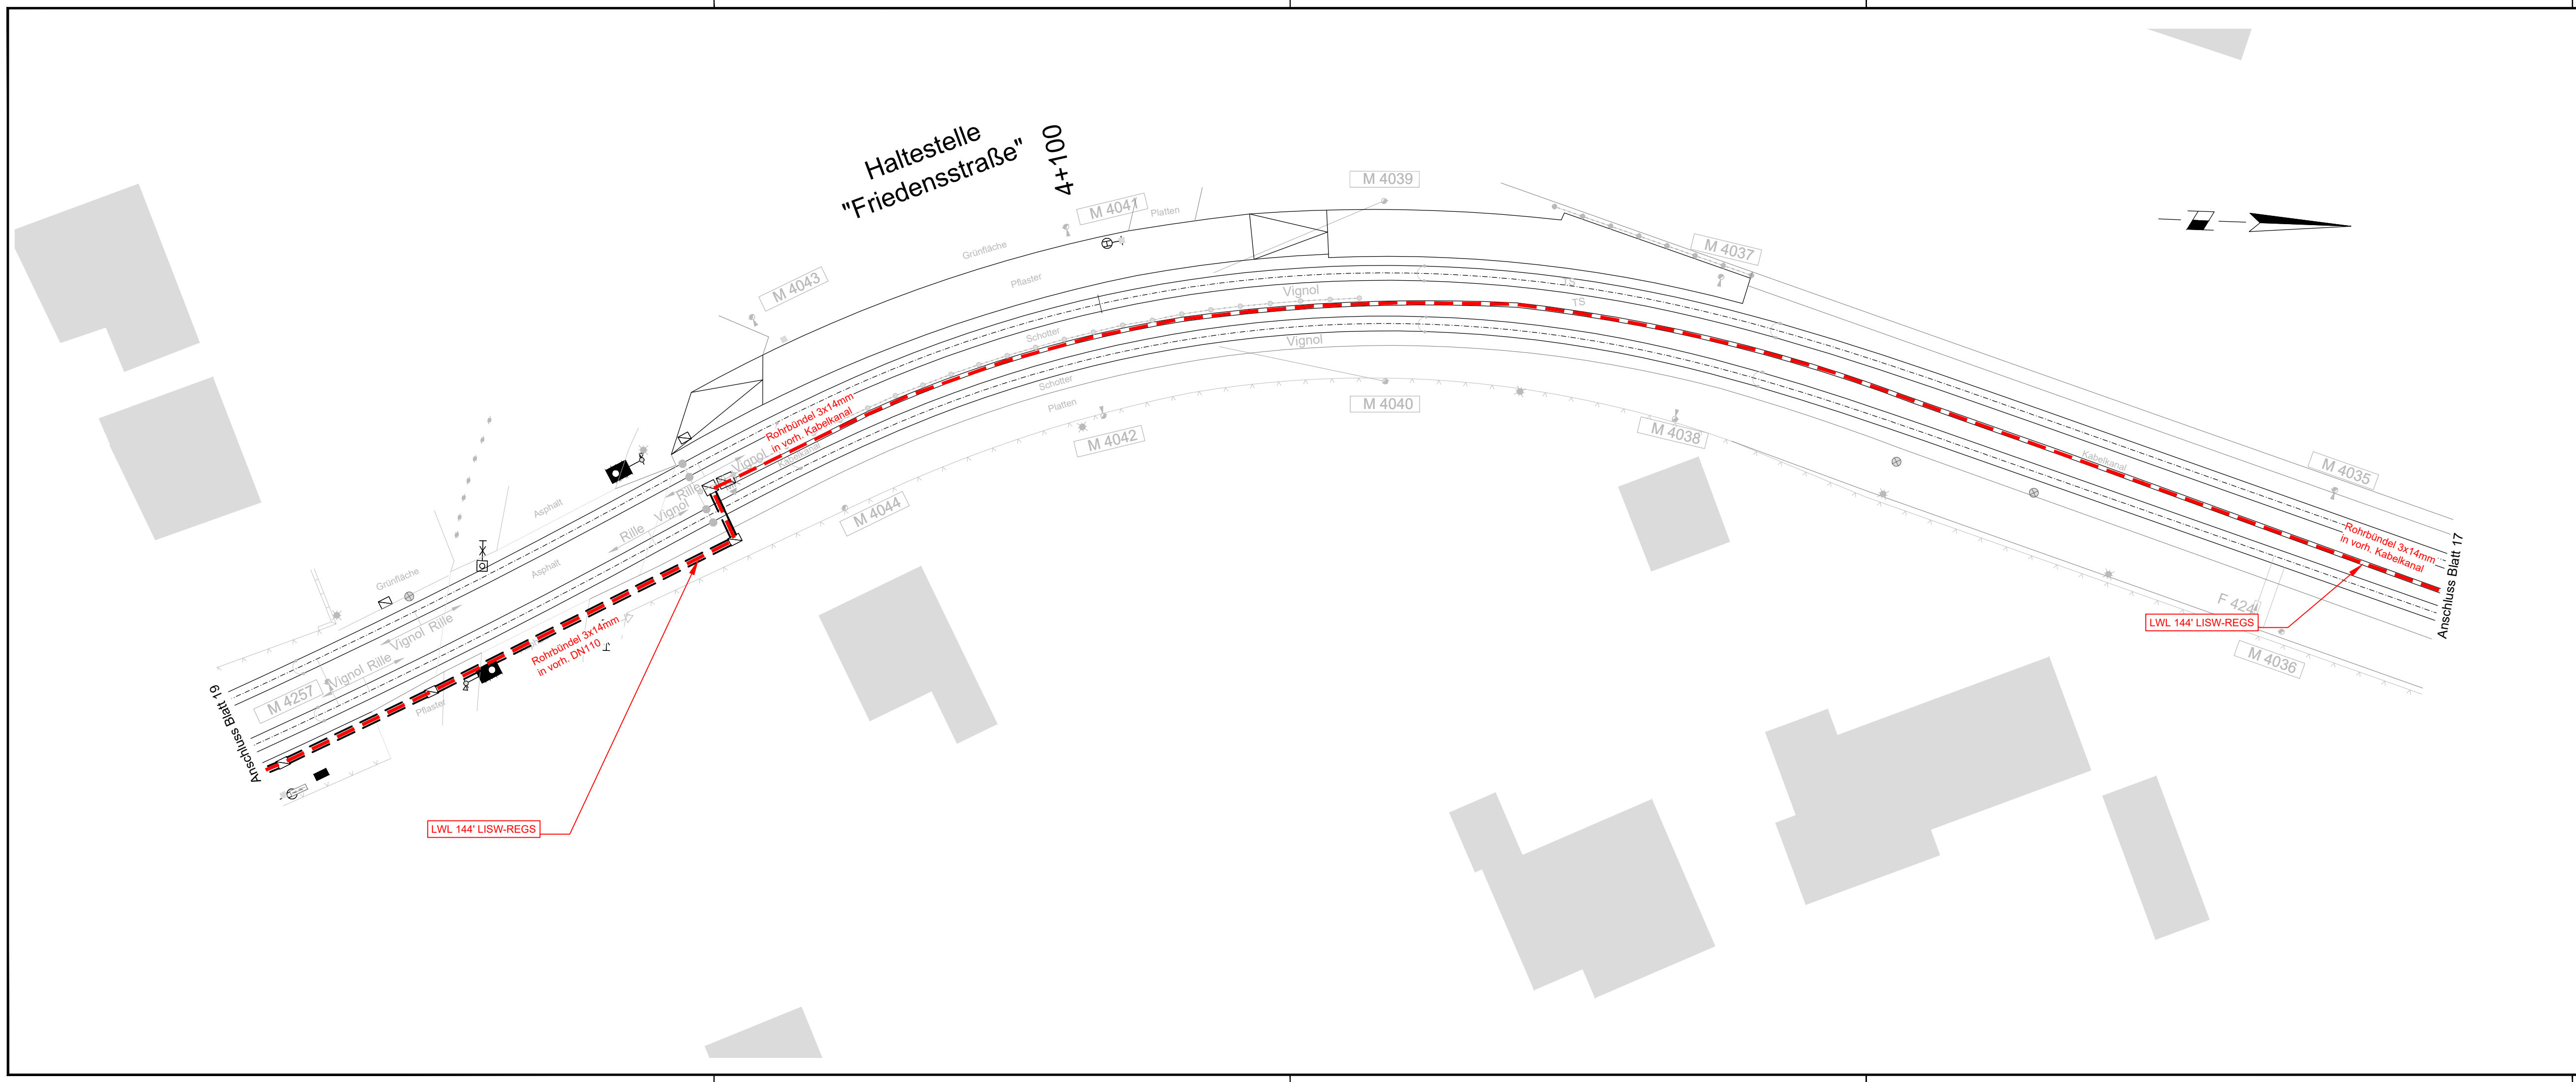 Haltestelle
"Friedensstraße"
4+100
M 4039
M 4041
Platten
M 4037
Grünfläche
M 4043
Pflaster
TS
Vignol
TS
Schotter
Vignol
Schotter
Platten
M 4040
M 4042
M 4038
Rohrbündel 3x14mm
in vorh. Kabelkanal
Kabelkanal
Vignol
Rille
Vignol
Rille
M 4044
Kabelkanal
M 4035
Asphalt
Asphalt
Grünfläche
Rohrbündel 3x14mm
in vorh. Kabelkanal
Anschluss Blatt 17
F 424
LWL 144' LISW-REGS
M 4036
Vignol Rille
Vignol Rille
Rohrbündel 3x14mm
in vorh. DN110
M 4257
Pflaster
Anschluss Blatt 19
LWL 144' LISW-REGS